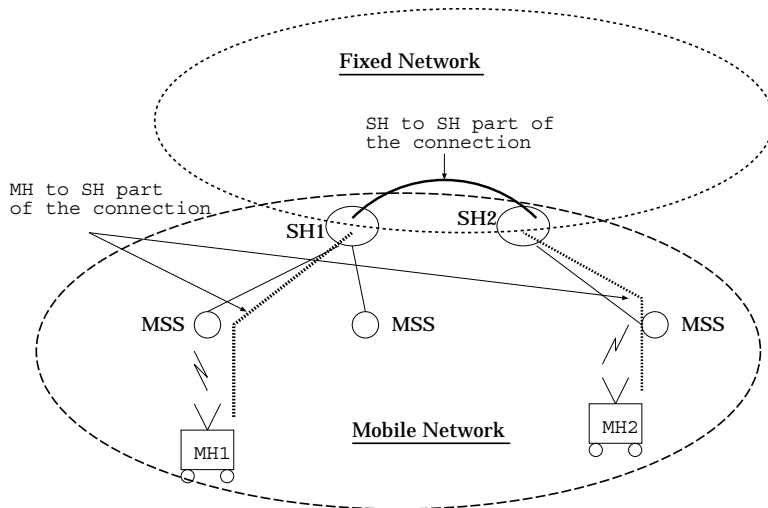 Fixed Network
SH to SH part of
the connection
MH to SH part
of the connection
SH1
SH2
MSS
MSS
MSS
MH1
MH2
Mobile Network